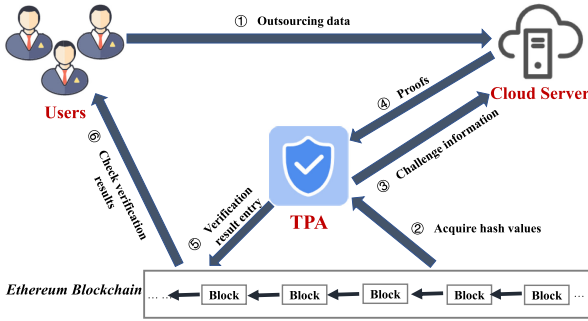 ① Outsourcing data
Users
Cloud Server
④ Proofs
③ Challenge information
TPA
② Acquire hash values
⑤ Verification
result entry
⑥ Check verification
results
Ethereum Blockchain
... ... Block Block Block Block Block ...